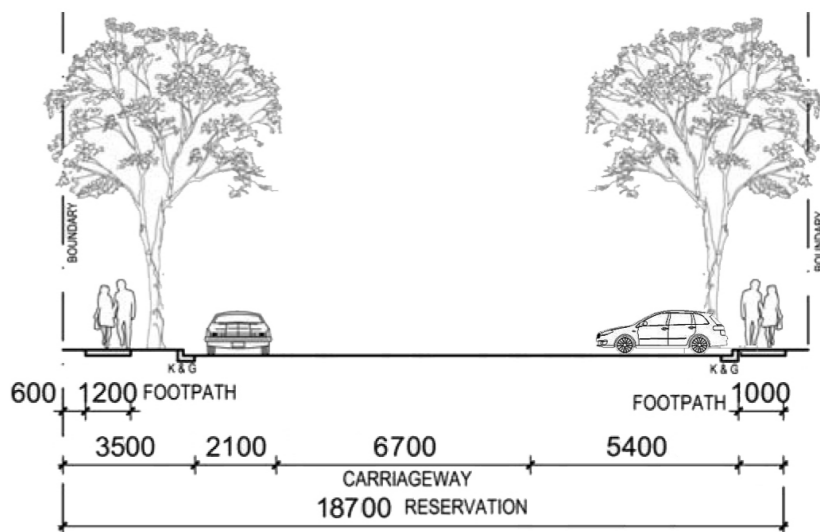 BOUNDARY
BOUNDARY
K & G
K & G
600 1200 FOOTPATH
FOOTPATH 1000
3500 2100 6700 5400
CARRIAGEWAY
18700 RESERVATION